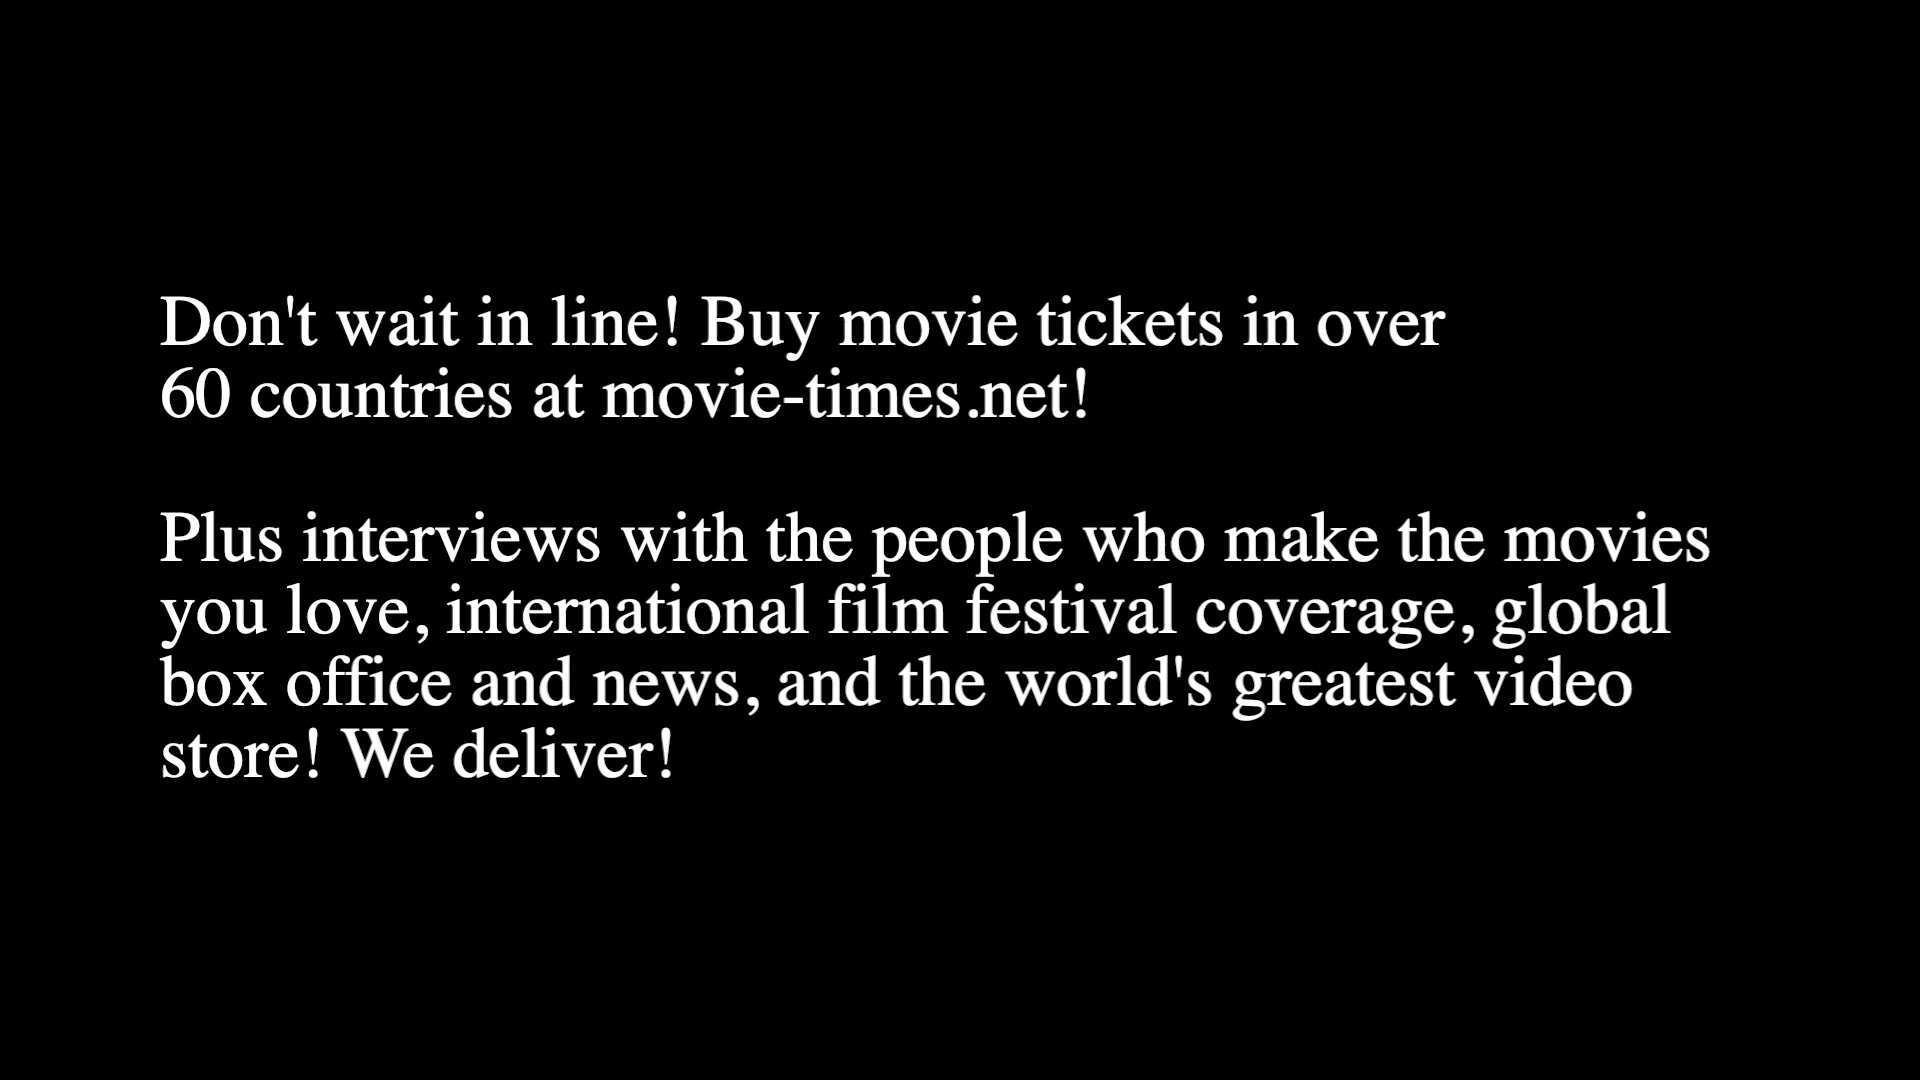 Don't wait in line! Buy movie tickets in over
60 countries at movie-times.net!
Plus interviews with the people who make the movies
you love, international film festival coverage, global
box office and news, and the world's greatest video
store! We deliver!